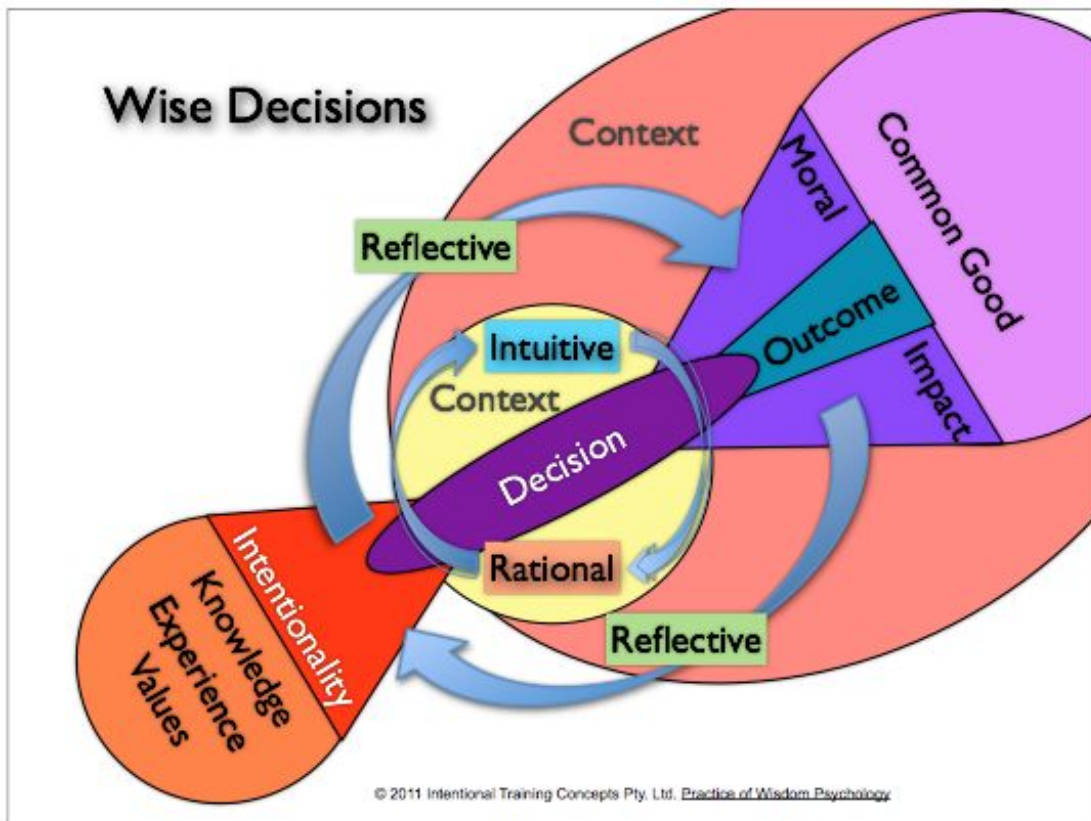 Wise Decisions
Context
Moral
Common Good
Reflective
Outcome
Intuitive
Impact
Context
Decision
Rational
Intentionality
Reflective
Knowledge
Experience
Values
© 2011 Intentional Training Concepts Pty, Ltd. Practice of Wisdom Psychology